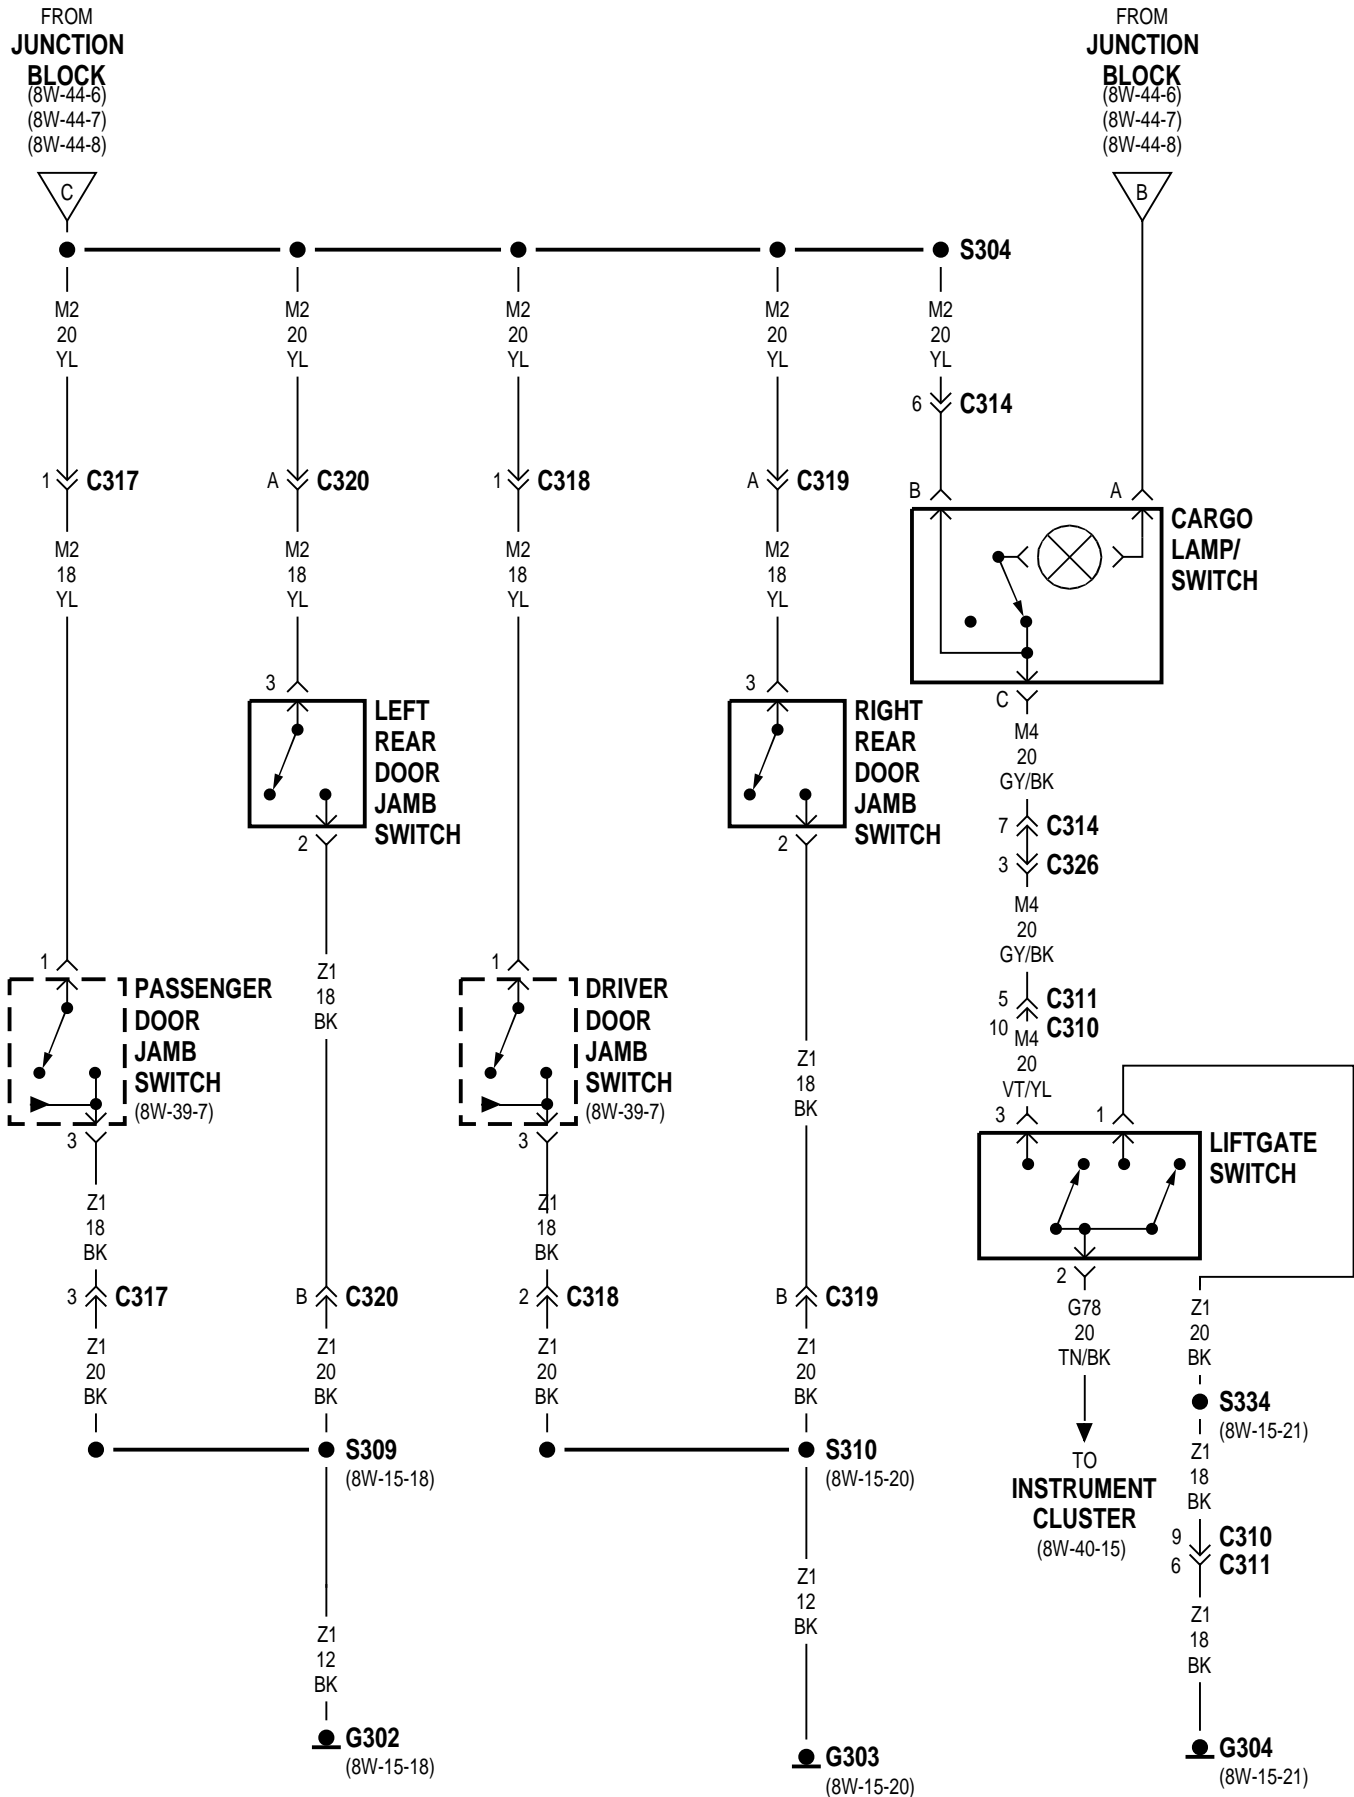 FROM
JUNCTION
BLOCK
(8W-44-6)
(8W-44-7)
(8W-44-8)
C
FROM
JUNCTION
BLOCK
(8W-44-6)
(8W-44-7)
(8W-44-8)
B
S304
M2
20
YL
M2
20
YL
M2
20
YL
M2
20
YL
M2
20
YL
6 C314
1 C317
A C320
1 C318
A C319
B
A
CARGO
LAMP/
SWITCH
M2
18
YL
M2
18
YL
M2
18
YL
M2
18
YL
3
LEFT
REAR
DOOR
JAMB
SWITCH
2
3
RIGHT
REAR
DOOR
JAMB
SWITCH
2
C
M4
20
GY/BK
7 C314
3 C326
M4
20
GY/BK
5 C311
10 C310
M4
20
VT/YL
1
PASSENGER
DOOR
JAMB
SWITCH
(8W-39-7)
3
Z1
18
BK
1
DRIVER
DOOR
JAMB
SWITCH
(8W-39-7)
3
Z1
18
BK
3
1
LIFTGATE
SWITCH
2
Z1
18
BK
Z1
18
BK
3 C317
B C320
2 C318
B C319
G78
20
TN/BK
Z1
20
BK
Z1
20
BK
Z1
20
BK
Z1
20
BK
Z1
20
BK
S309
(8W-15-18)
S310
(8W-15-20)
TO
INSTRUMENT
CLUSTER
(8W-40-15)
S334
(8W-15-21)
Z1
18
BK
9 C310
6 C311
Z1
12
BK
Z1
12
BK
Z1
18
BK
G302
(8W-15-18)
G303
(8W-15-20)
G304
(8W-15-21)